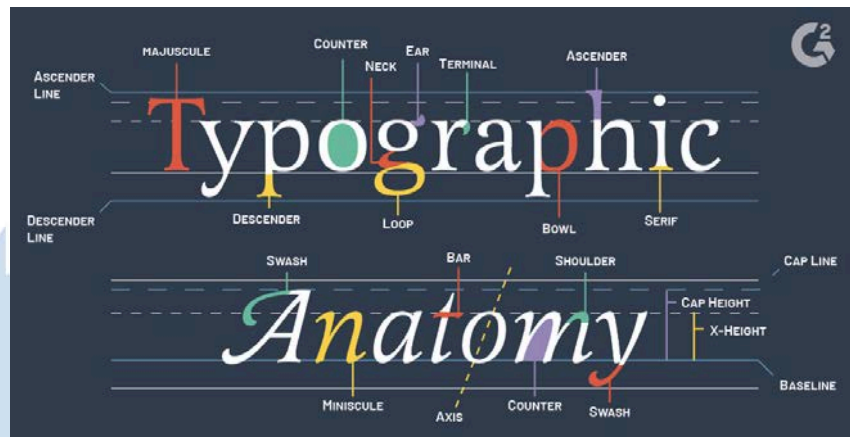 G2
MAJUSCULE
COUNTER
EAR
NECK
TERMINAL
ASCENDER
ASCENDER
LINE
Typographic
DESCENDER
LINE
DESCENDER
LOOP
BOWL
SERIF
SWASH
BAR
SHOULDER
CAP LINE
CAP HEIGHT
X-HEIGHT
Anatomy
BASELINE
MINISCULE
AXIS
COUNTER
SWASH